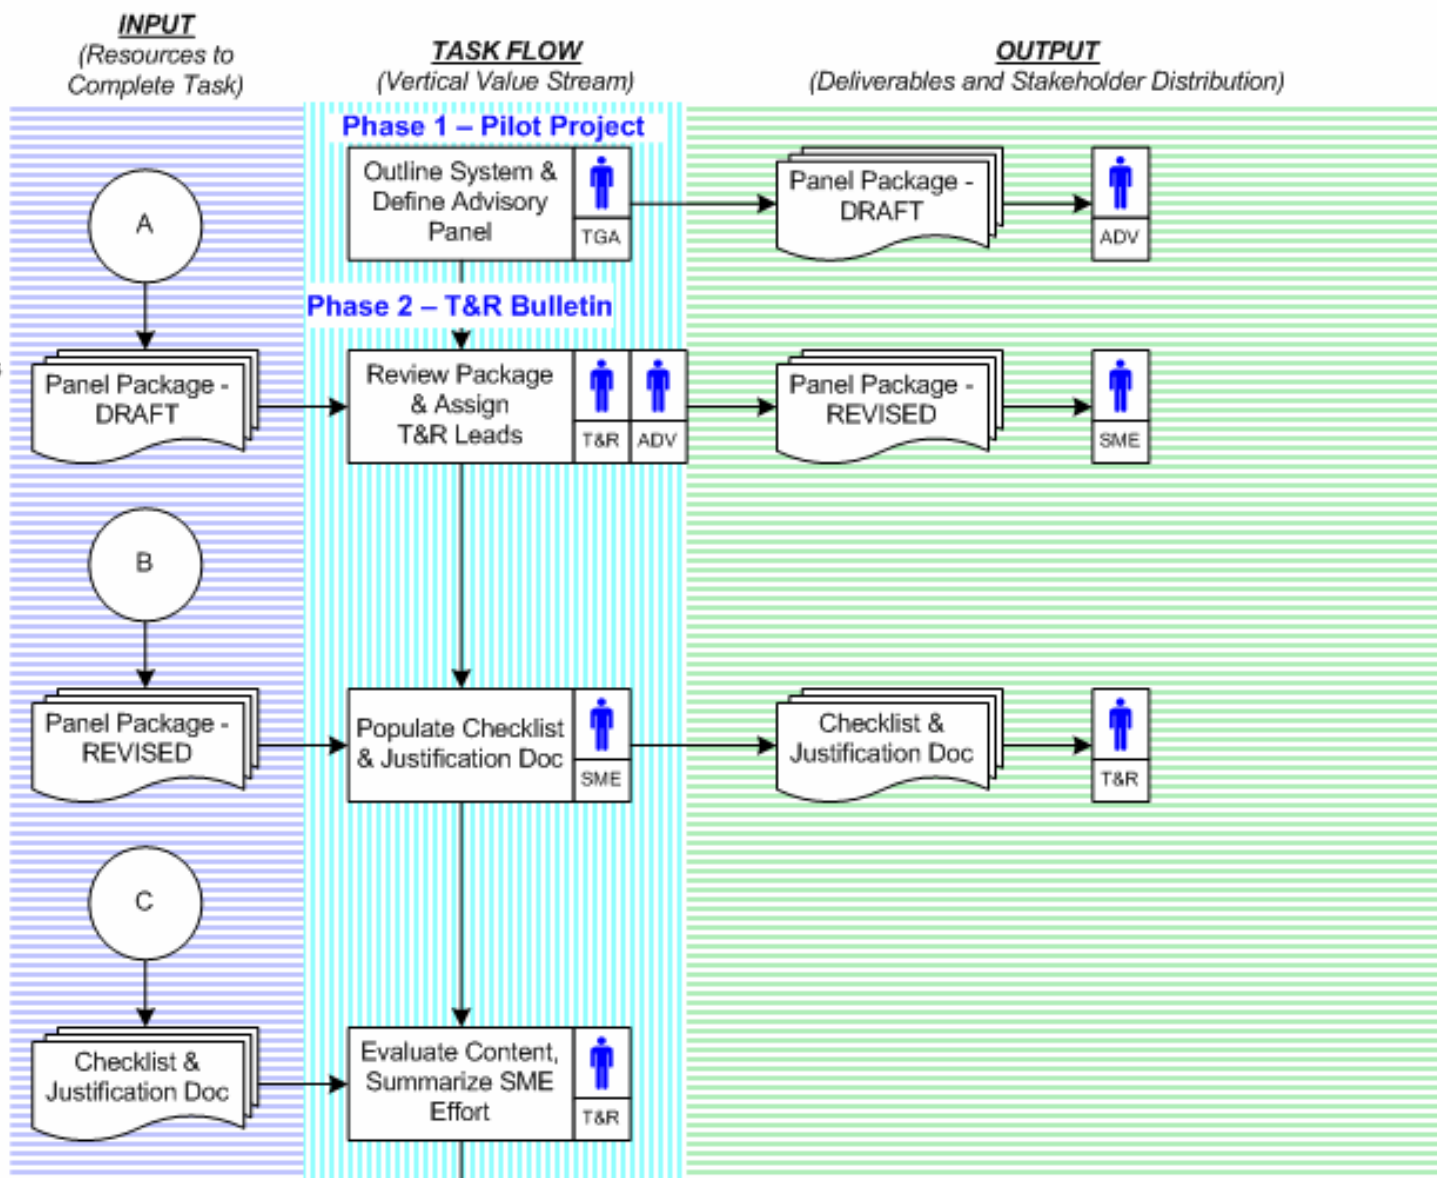 INPUT
(Resources to
Complete Task)
TASK FLOW
(Vertical Value Stream)
OUTPUT
(Deliverables and Stakeholder Distribution)
Phase 1 – Pilot Project
A
Outline System &
Define Advisory
Panel
TGA
Panel Package -
DRAFT
ADV
Phase 2 – T&R Bulletin
Panel Package -
DRAFT
Review Package
& Assign
T&R Leads
T&R
ADV
Panel Package -
REVISED
SME
B
Panel Package -
REVISED
Populate Checklist
& Justification Doc
SME
Checklist &
Justification Doc
T&R
C
Checklist &
Justification Doc
Evaluate Content,
Summarize SME
Effort
T&R